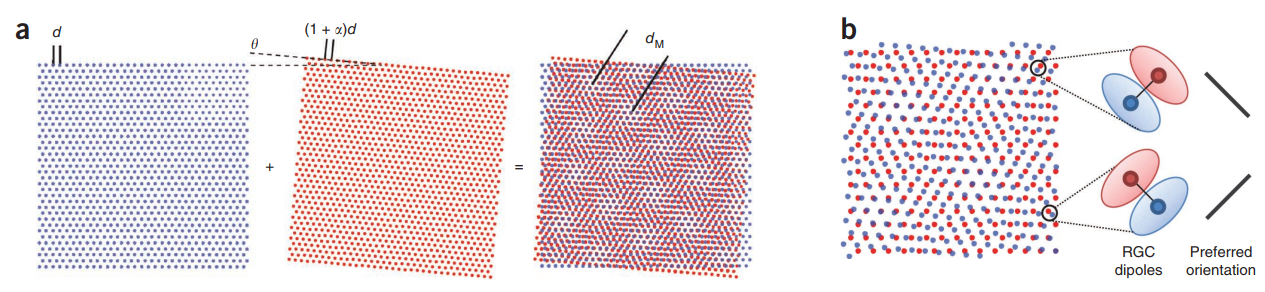 a
d
θ
(1 + α)d
d_M
+
=
b
RGC
dipoles
Preferred
orientation